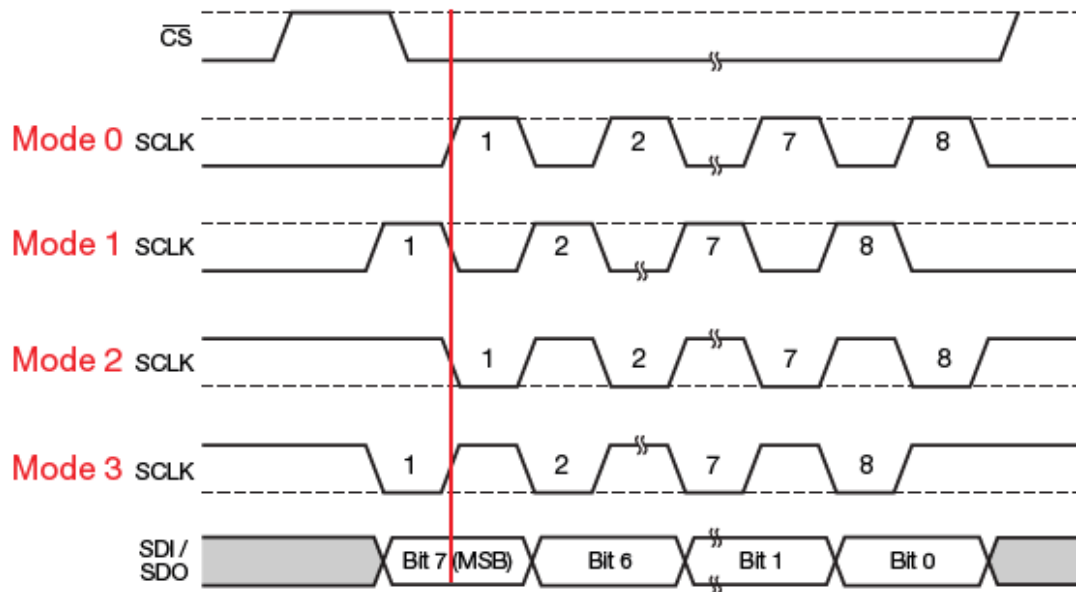 C̅S̅
Mode 0 SCLK 1 2 7 8
Mode 1 SCLK 1 2 7 8
Mode 2 SCLK 1 2 7 8
Mode 3 SCLK 1 2 7 8
SDI /
SDO
Bit 7 (MSB) Bit 6 Bit 1 Bit 0